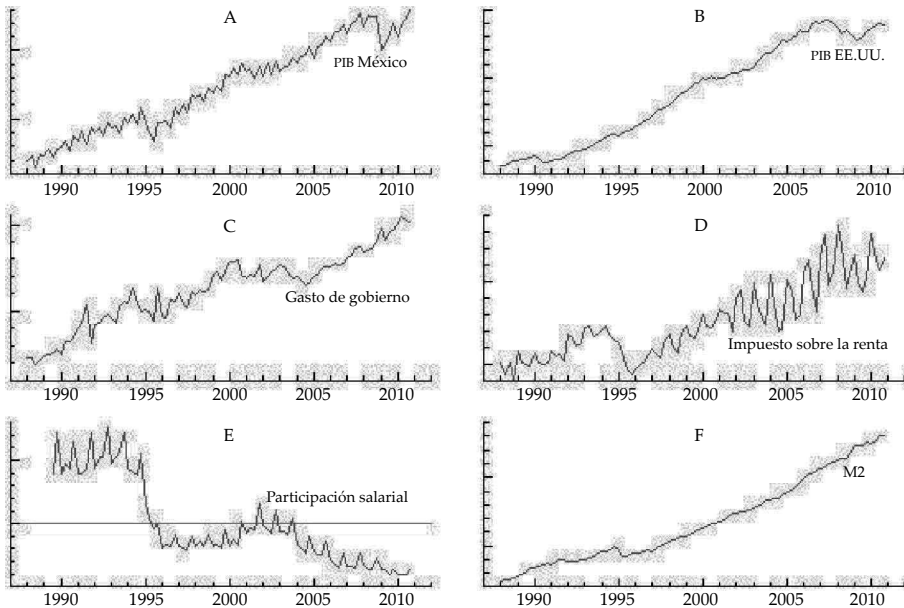 A
PIB México
1990 1995 2000 2005 2010
B
PIB EE.UU.
1990 1995 2000 2005 2010
C
Gasto de gobierno
1990 1995 2000 2005 2010
D
Impuesto sobre la renta
1990 1995 2000 2005 2010
E
Participación salarial
1990 1995 2000 2005 2010
F
M2
1990 1995 2000 2005 2010